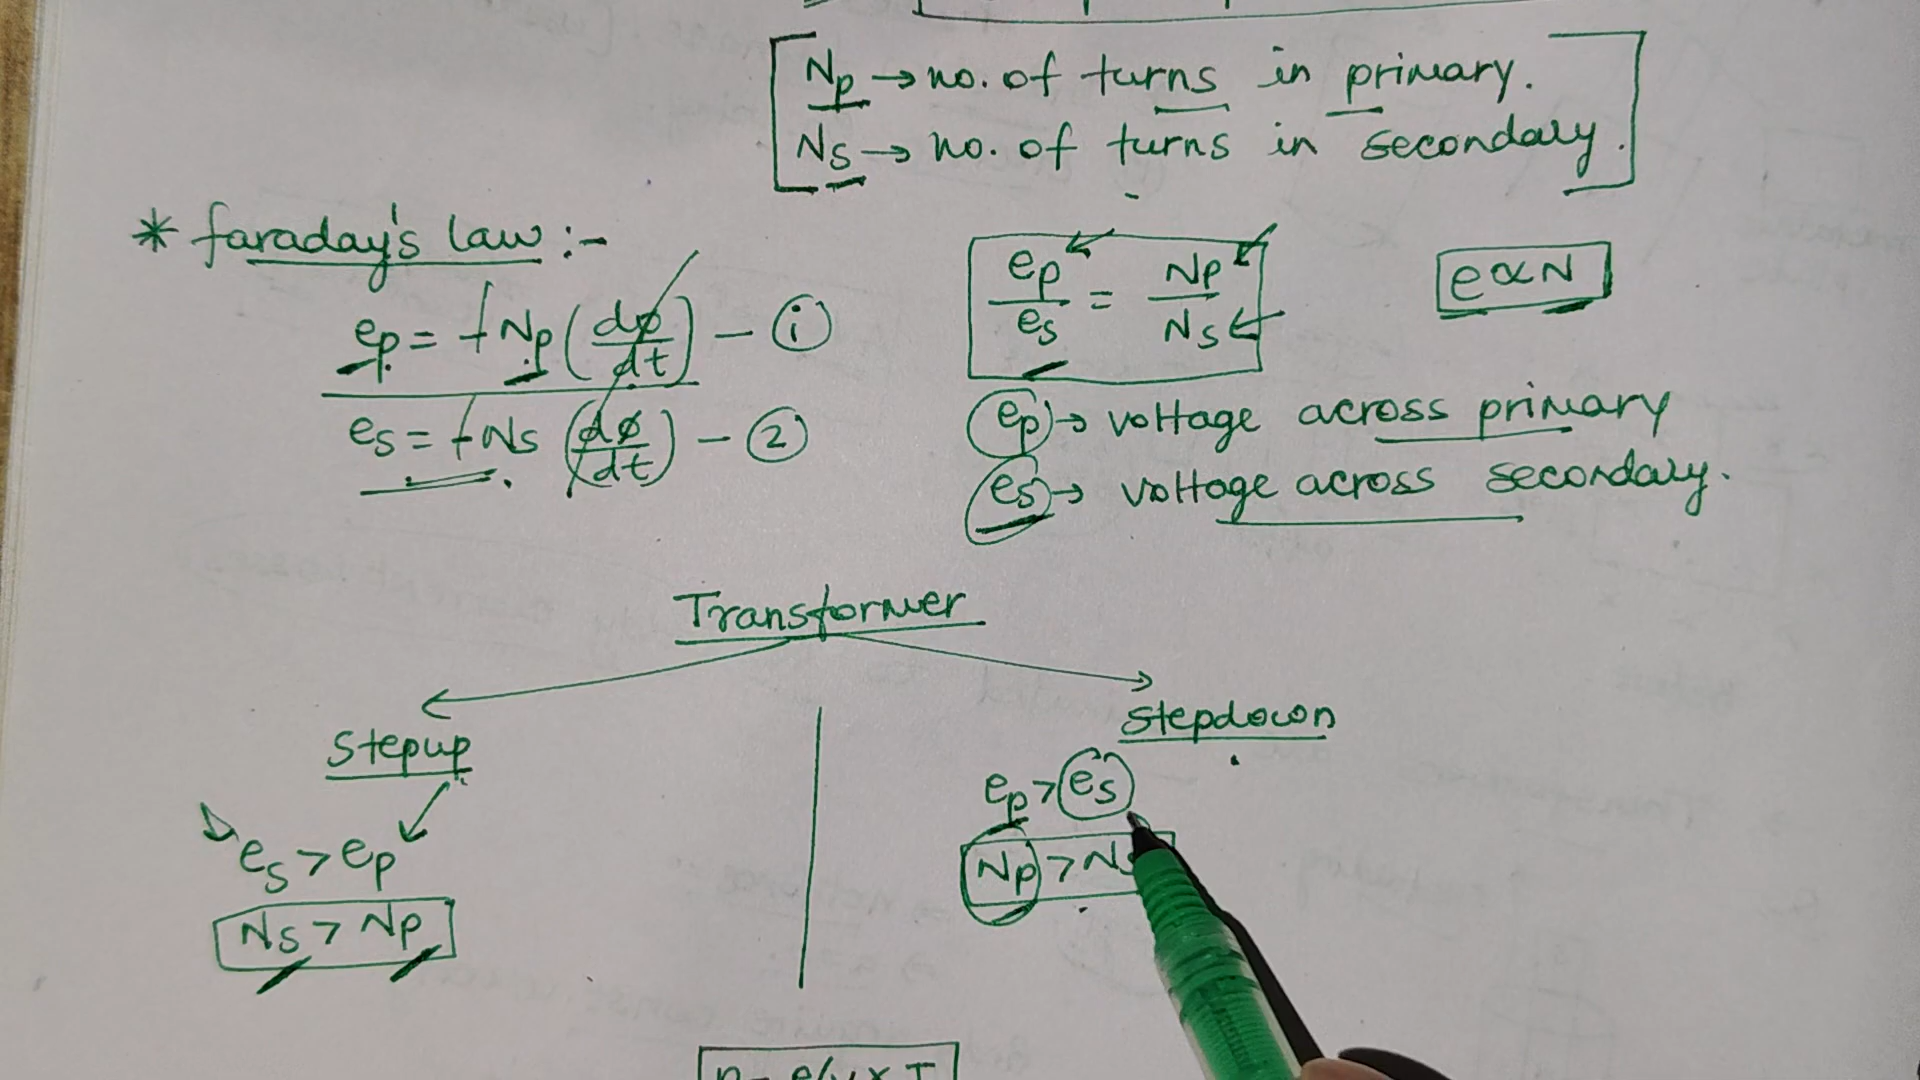 Np → no. of turns in primary.
Ns → no. of turns in secondary.
* faraday's law :-
ep = -Np (dφ/dt) - ①
es = -Ns (dφ/dt) - ②
ep/es = Np/Ns
e ∝ N
ep → voltage across primary
es → voltage across secondary.
Transformer
Stepup
es > ep
Ns > Np
Stepdown
ep > es
Np > Ns